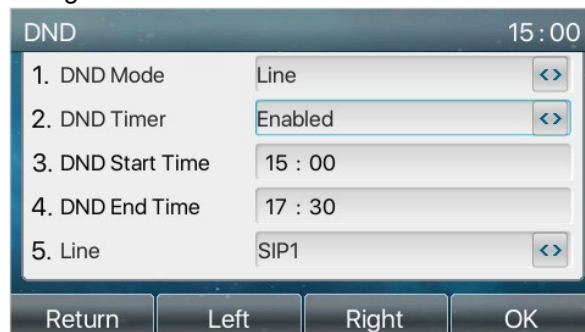 DND 15:00
1. DND Mode Line
2. DND Timer Enabled
3. DND Start Time 15 : 00
4. DND End Time 17 : 30
5. Line SIP1
Return Left Right OK